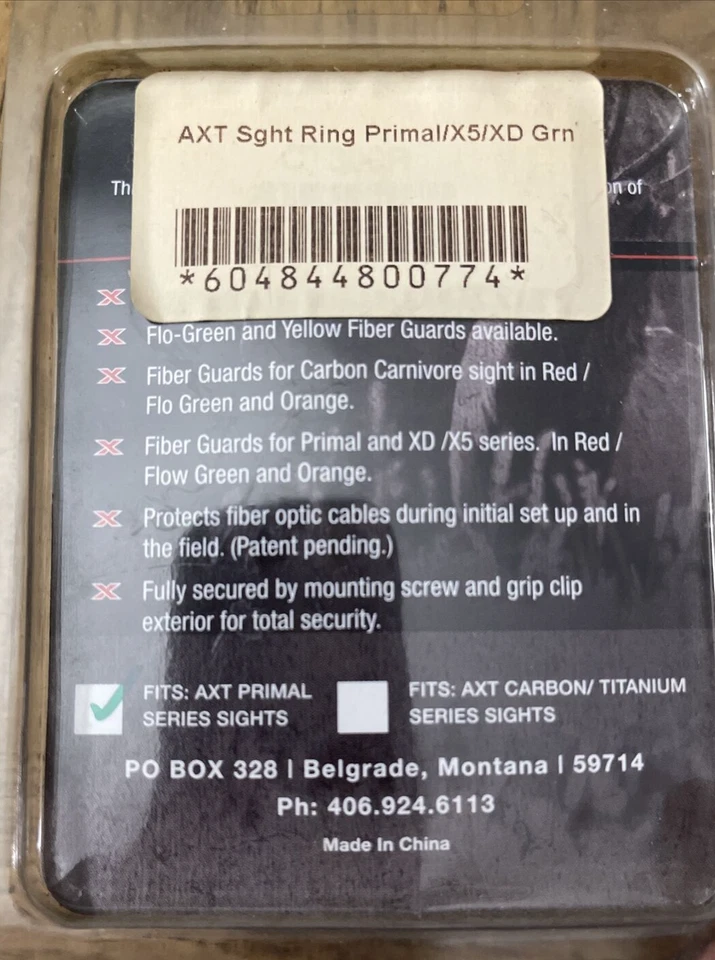 AXT Sght Ring Primal/X5/XD Grn
*604844800774*
Th on of
Flo-Green and Yellow Fiber Guards available.
Fiber Guards for Carbon Carnivore sight in Red /
Flo Green and Orange.
Fiber Guards for Primal and XD /X5 series. In Red /
Flow Green and Orange.
Protects fiber optic cables during initial set up and in
the field. (Patent pending.)
Fully secured by mounting screw and grip clip
exterior for total security.
FITS: AXT PRIMAL FITS: AXT CARBON/ TITANIUM
SERIES SIGHTS SERIES SIGHTS
PO BOX 328 | Belgrade, Montana | 59714
Ph: 406.924.6113
Made In China